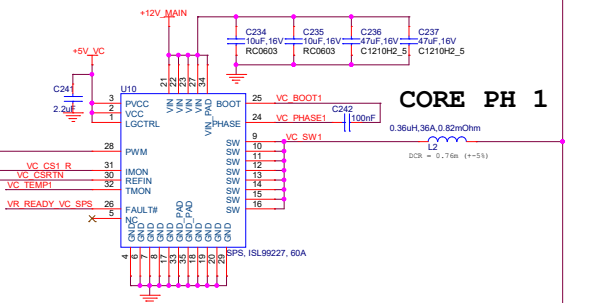 +12V_MAIN
+5V_VC
C234
10uF,16V
RC0603
C235
10uF,16V
RC0603
C236
47uF,16V
C1210H2_5
C237
47uF,16V
C1210H2_5
C241
2.2uF
U10
21
22
23
27
34
VIN
VIN
VIN
VIN
VIN_PAD
3 PVCC
2 VCC
1 LGCTRL
28 PWM
31 IMON
30 REFIN
32 TMON
26 FAULT#
5 NC
VC_CS1_R
VC_CSRTN
VC_TEMP1
VR_READY_VC_SPS
BOOT 25 VC_BOOT1
PHASE 24 VC_PHASE1
C242
100nF
SW 9 VC_SW1
SW 10
SW 11
SW 12
SW 13
SW 14
SW 15
SW 16
CORE PH 1
0.36uH,36A,0.82mOhm
L2
DCR = 0.76m (+-5%)
GND
GND
GND
GND
GND
GND_PAD
GND_PAD
GND
GND
GND
GND
4
6
7
8
17
33
35
18
19
20
29
SPS, ISL99227, 60A